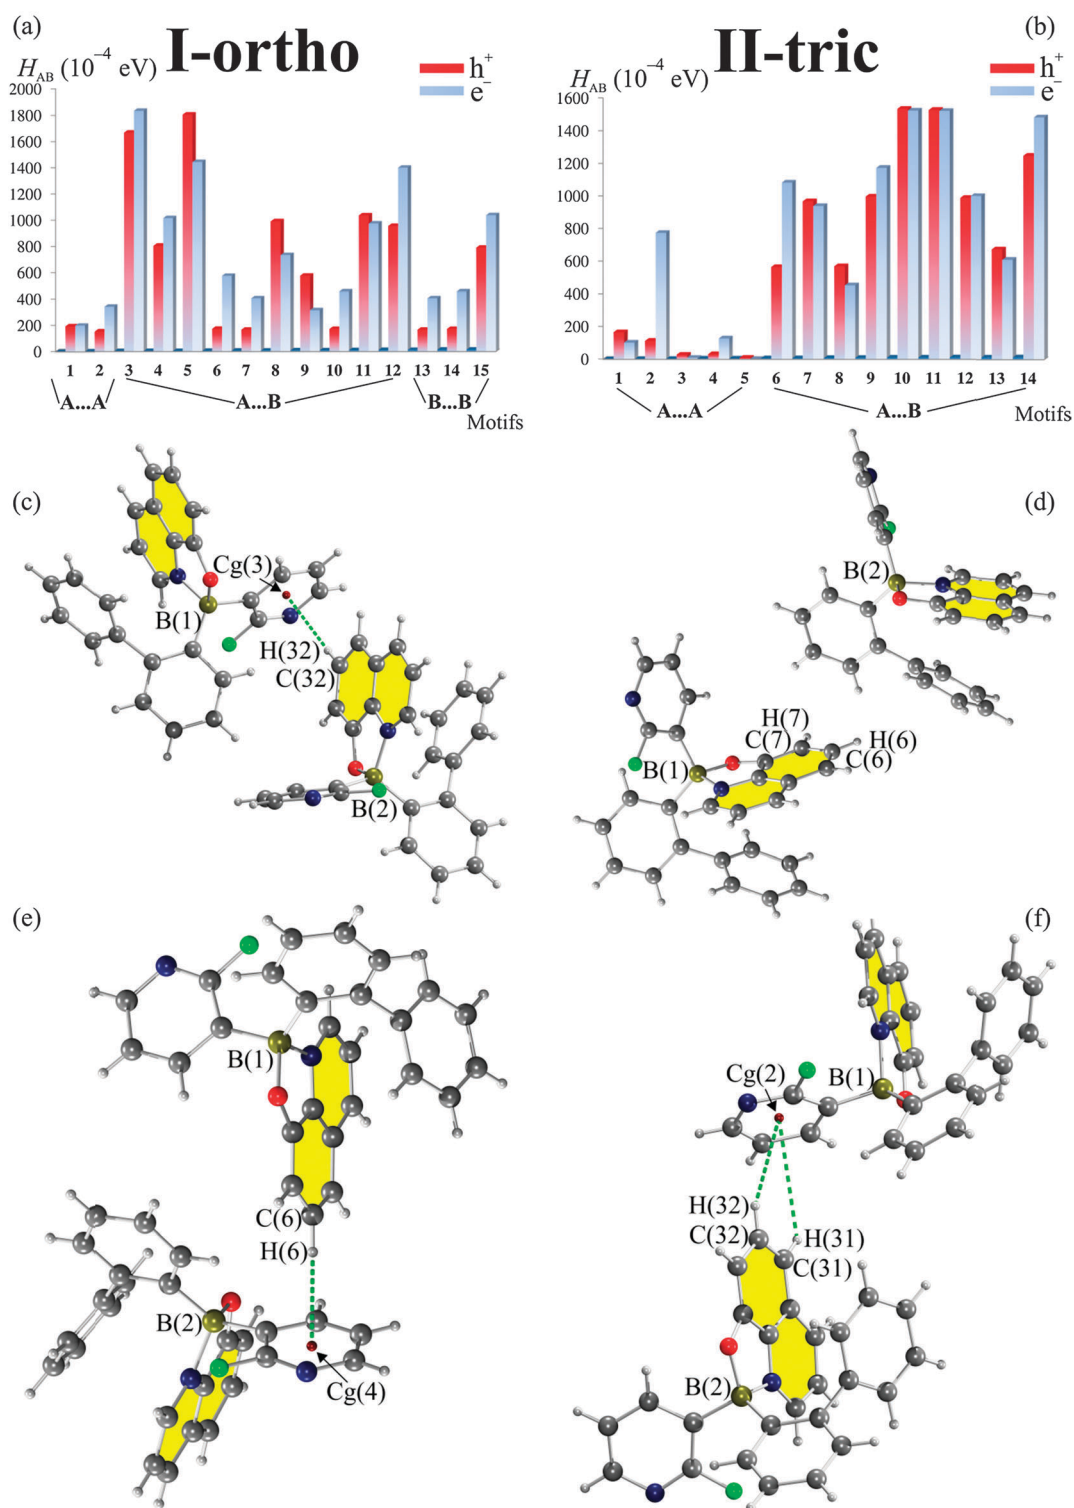 (a)
I-ortho
H_AB (10⁻⁴ eV)
h⁺
e⁻
2000
1800
1600
1400
1200
1000
800
600
400
200
0
1 2 3 4 5 6 7 8 9 10 11 12 13 14 15
A...A A...B B...B
Motifs
(b)
II-tric
H_AB (10⁻⁴ eV)
h⁺
e⁻
1600
1400
1200
1000
800
600
400
200
0
1 2 3 4 5 6 7 8 9 10 11 12 13 14
A...A A...B
Motifs
(c)
Cg(3)
B(1)
H(32)
C(32)
B(2)
(d)
B(2)
H(7)
C(7)
H(6)
C(6)
B(1)
(e)
B(1)
C(6)
H(6)
B(2)
Cg(4)
(f)
B(1)
Cg(2)
H(32)
C(32)
H(31)
C(31)
B(2)